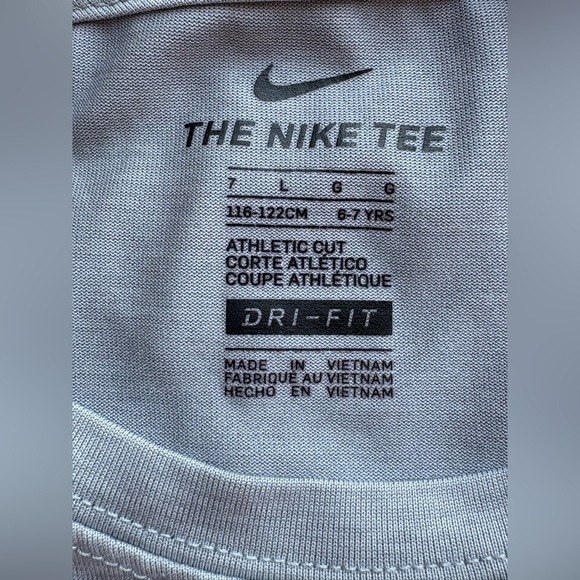 THE NIKE TEE
7 L G G
116-122CM 6-7 YRS
ATHLETIC CUT
CORTE ATLÉTICO
COUPE ATHLÉTIQUE
DRI-FIT
MADE IN VIETNAM
FABRIQUÉ AU VIETNAM
HECHO EN VIETNAM